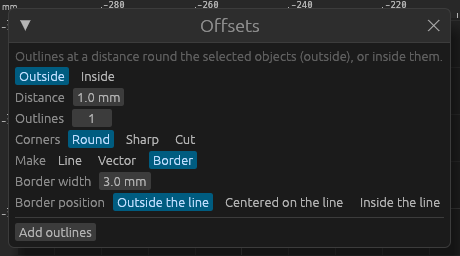 mm -280 -260 -240 -220
Offsets
Outlines at a distance round the selected objects (outside), or inside them.
Outside Inside
Distance 1.0 mm
Outlines 1
Corners Round Sharp Cut
Make Line Vector Border
Border width 3.0 mm
Border position Outside the line Centered on the line Inside the line
Add outlines